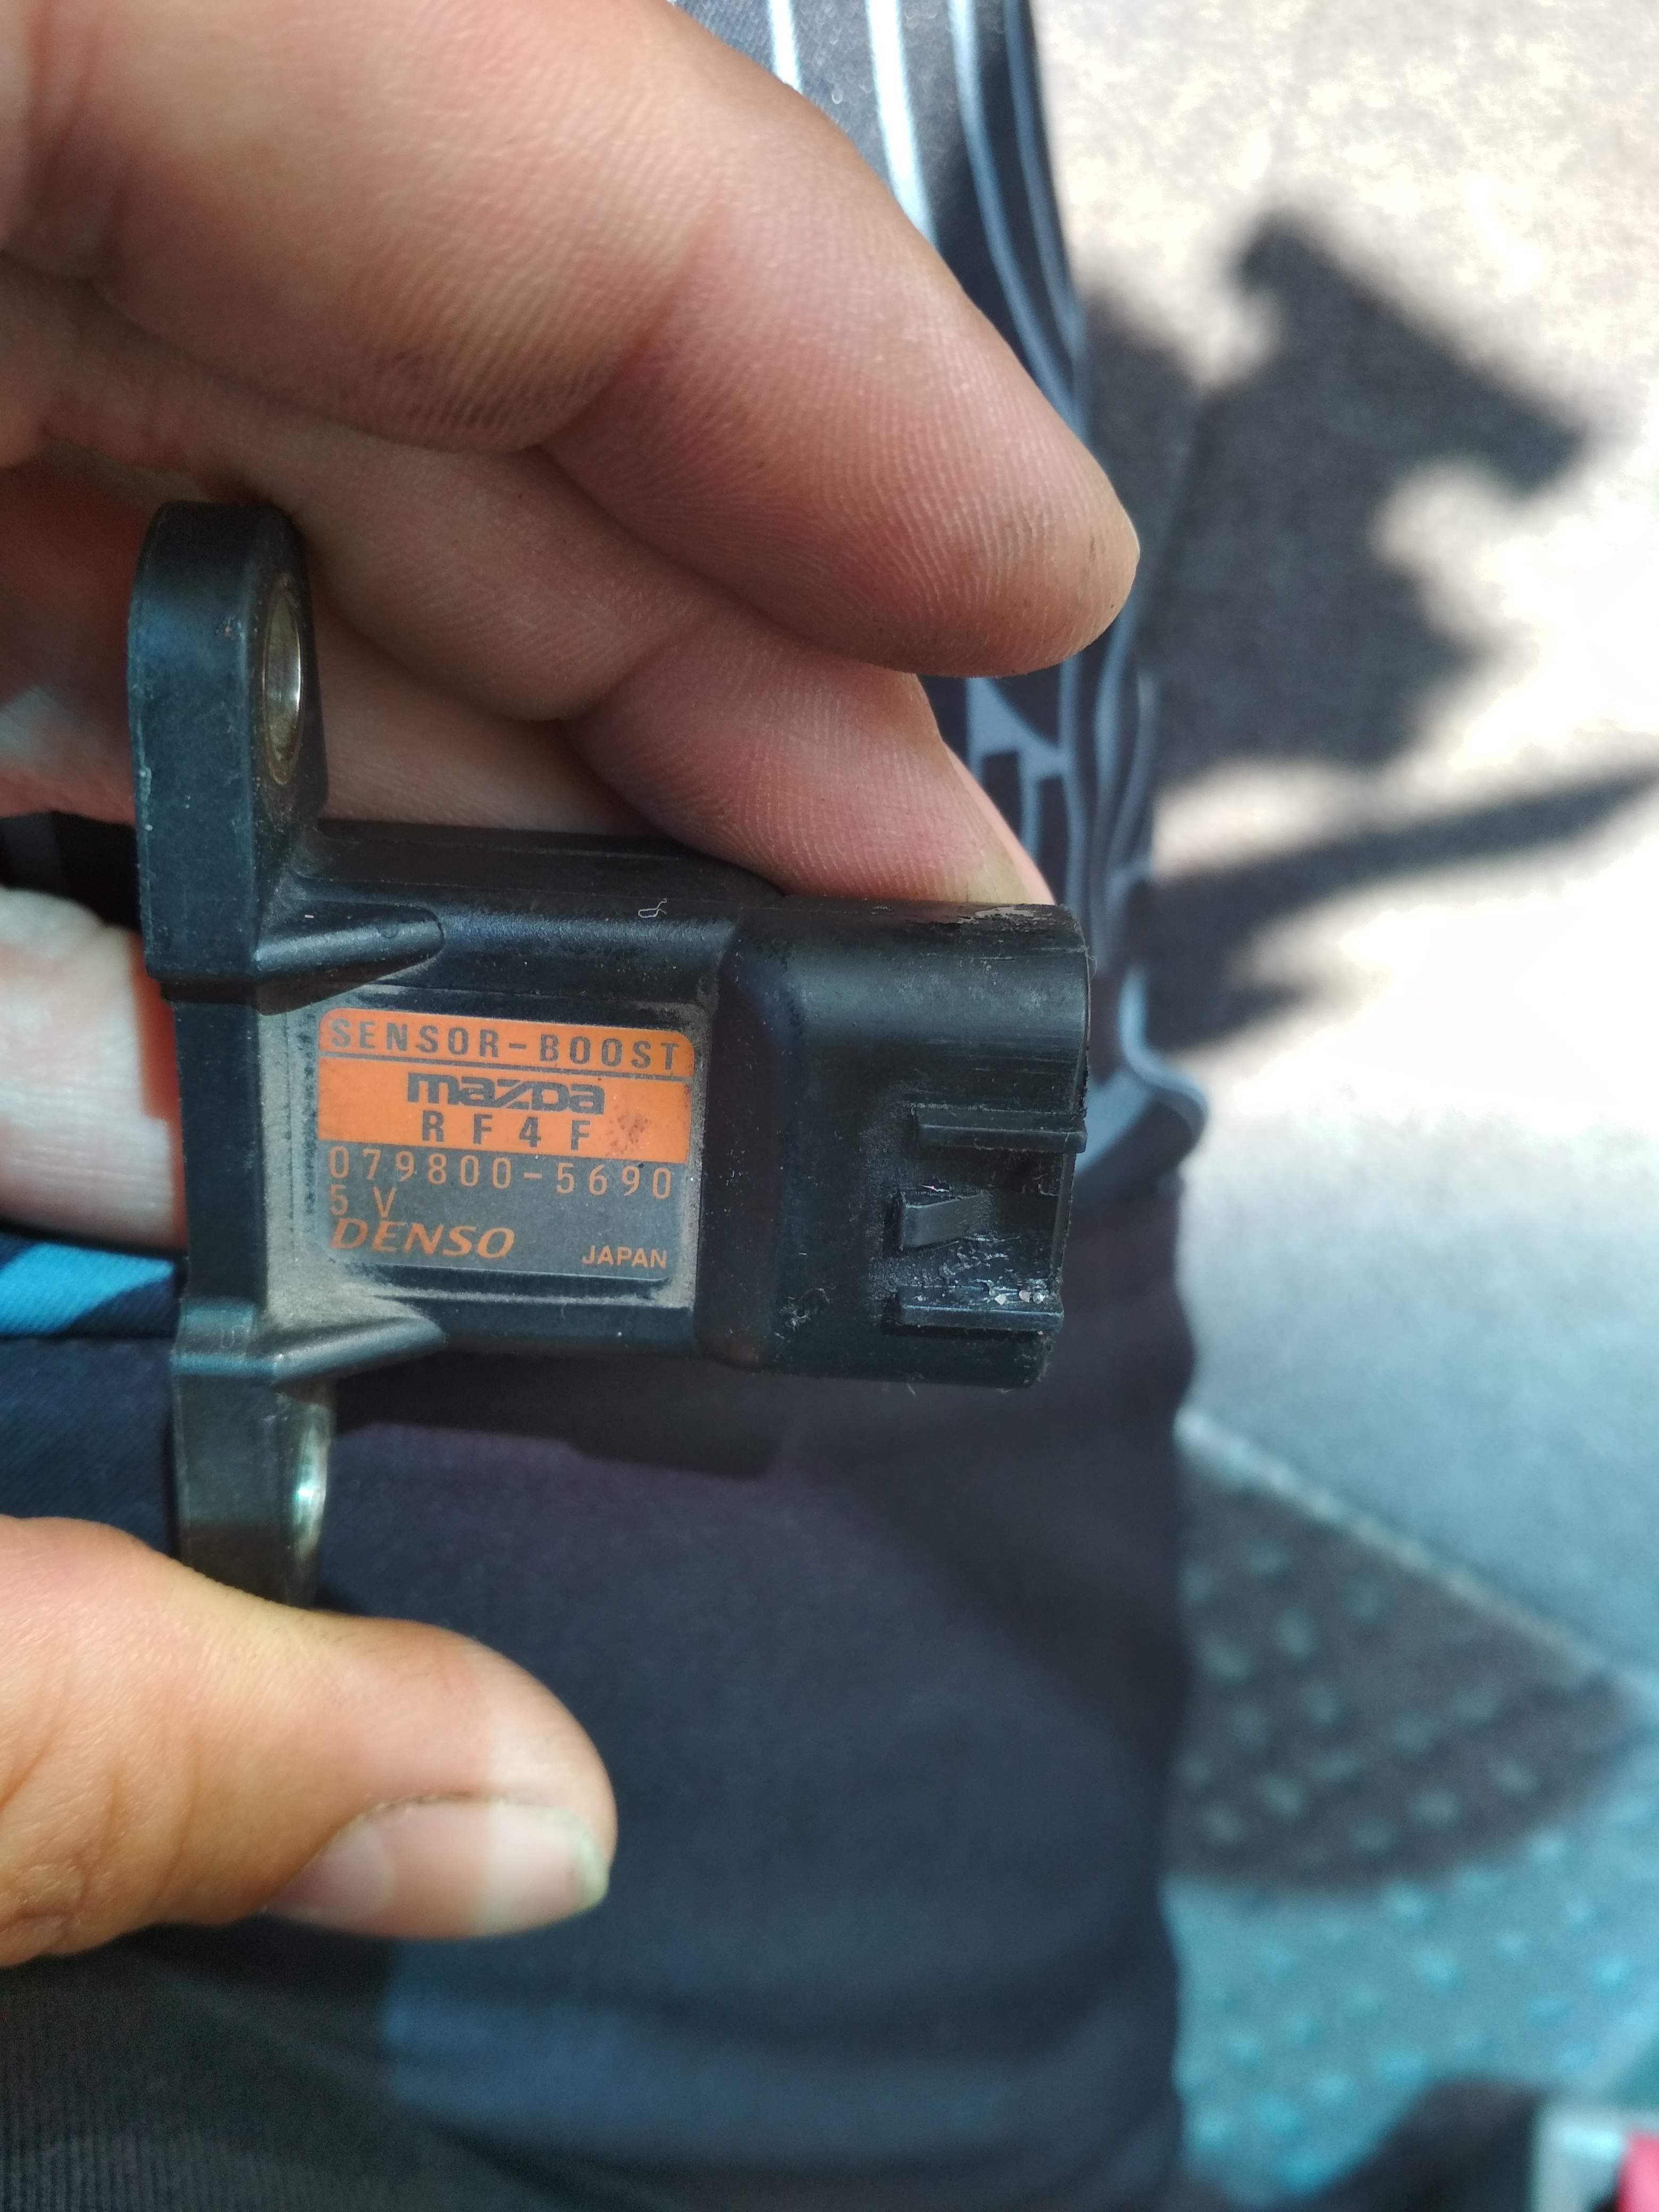 SENSOR-BOOST
mazDa
RF4F
079800-5690
5V
DENSO JAPAN